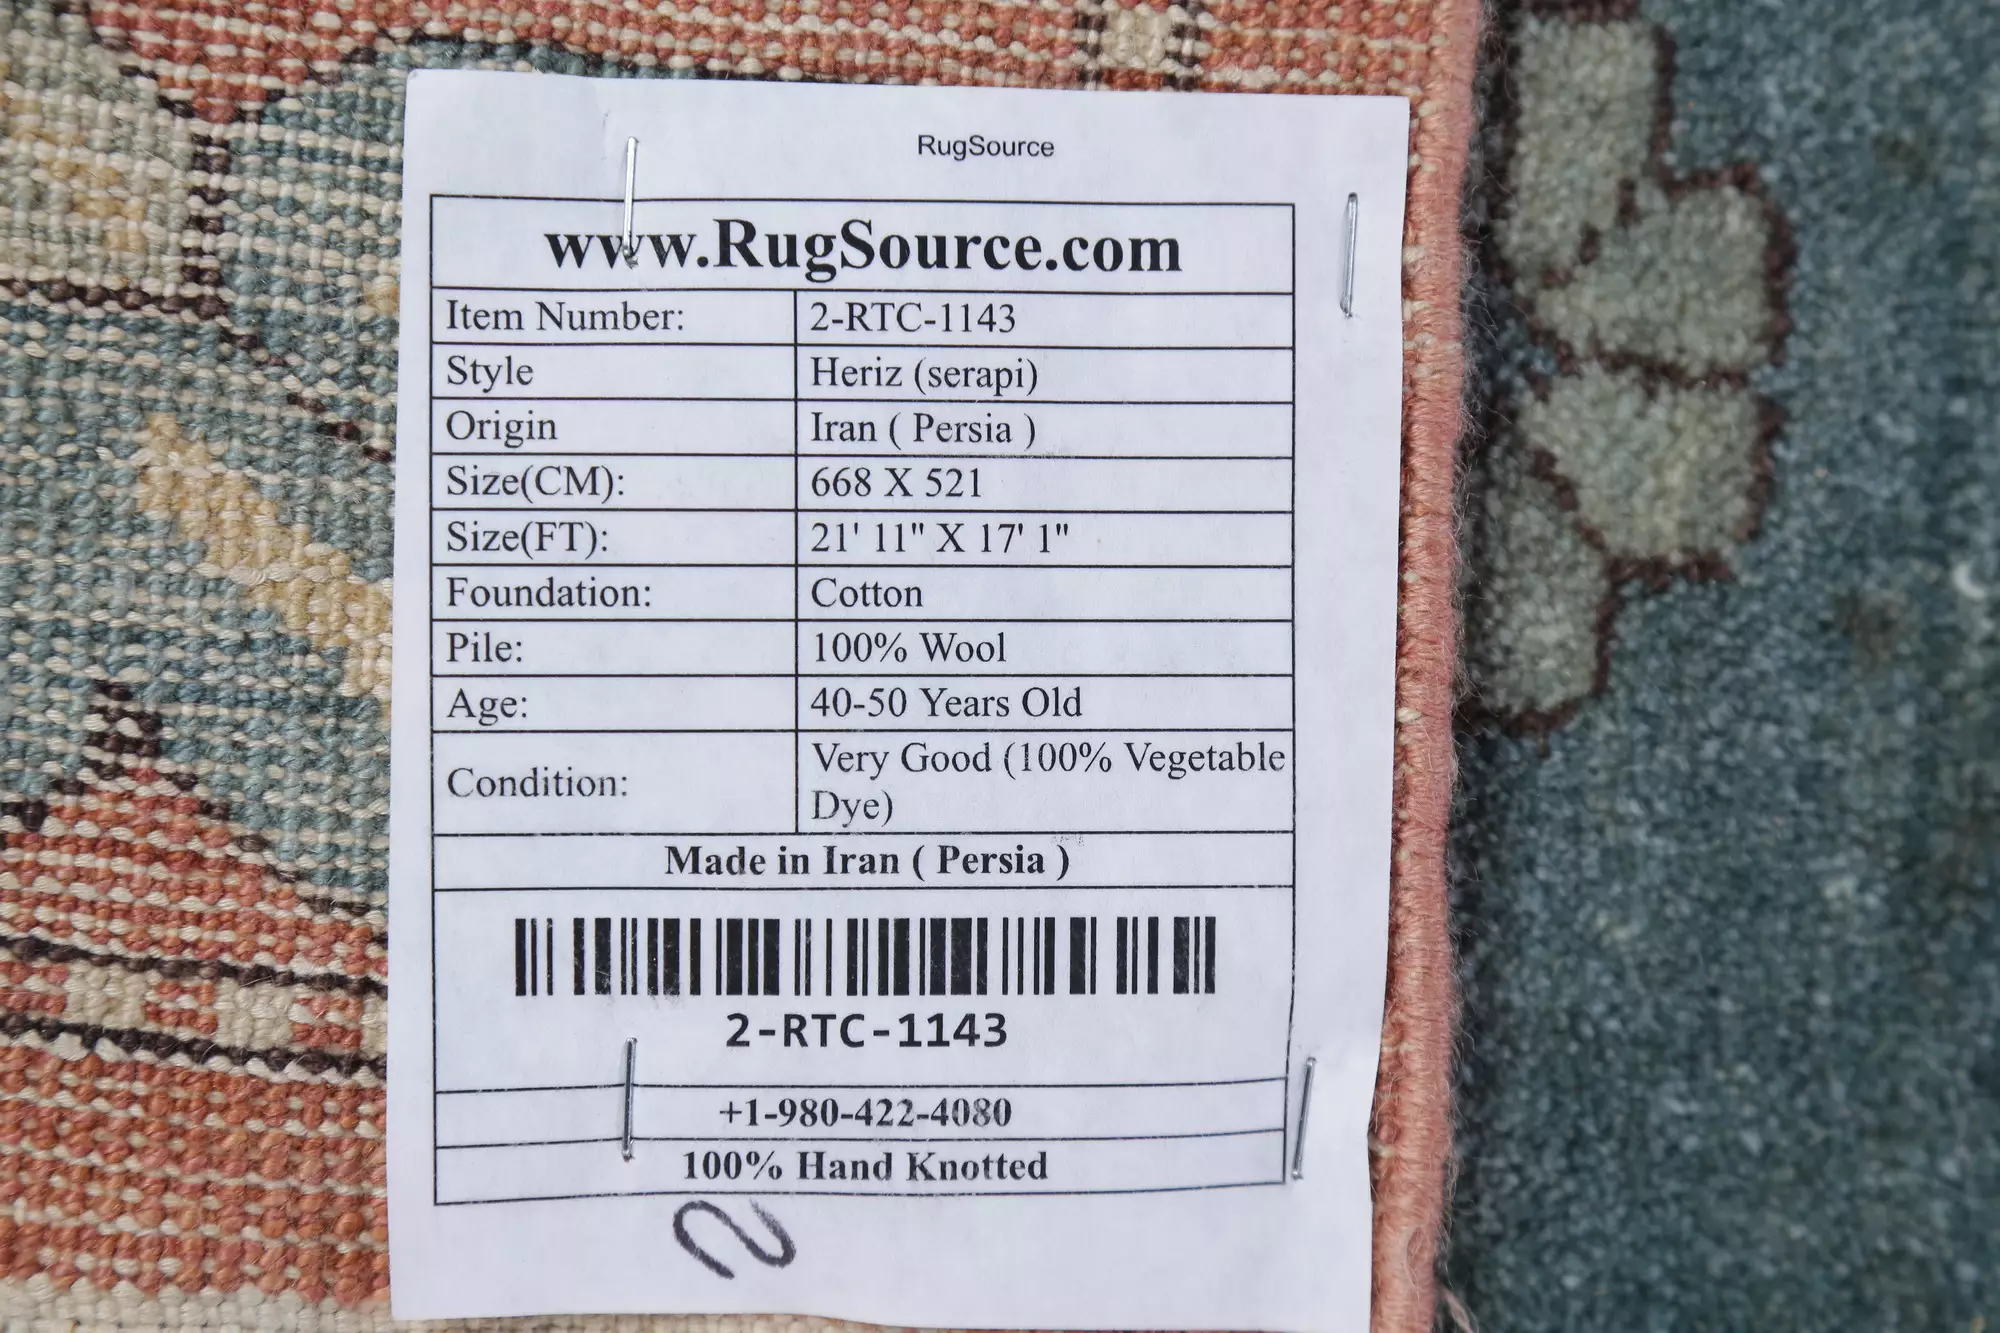 RugSource
www.RugSource.com
Item Number: 2-RTC-1143
Style Heriz (serapi)
Origin Iran ( Persia )
Size(CM): 668 X 521
Size(FT): 21' 11" X 17' 1"
Foundation: Cotton
Pile: 100% Wool
Age: 40-50 Years Old
Condition: Very Good (100% Vegetable
Dye)
Made in Iran ( Persia )
2-RTC-1143
+1-980-422-4080
100% Hand Knotted